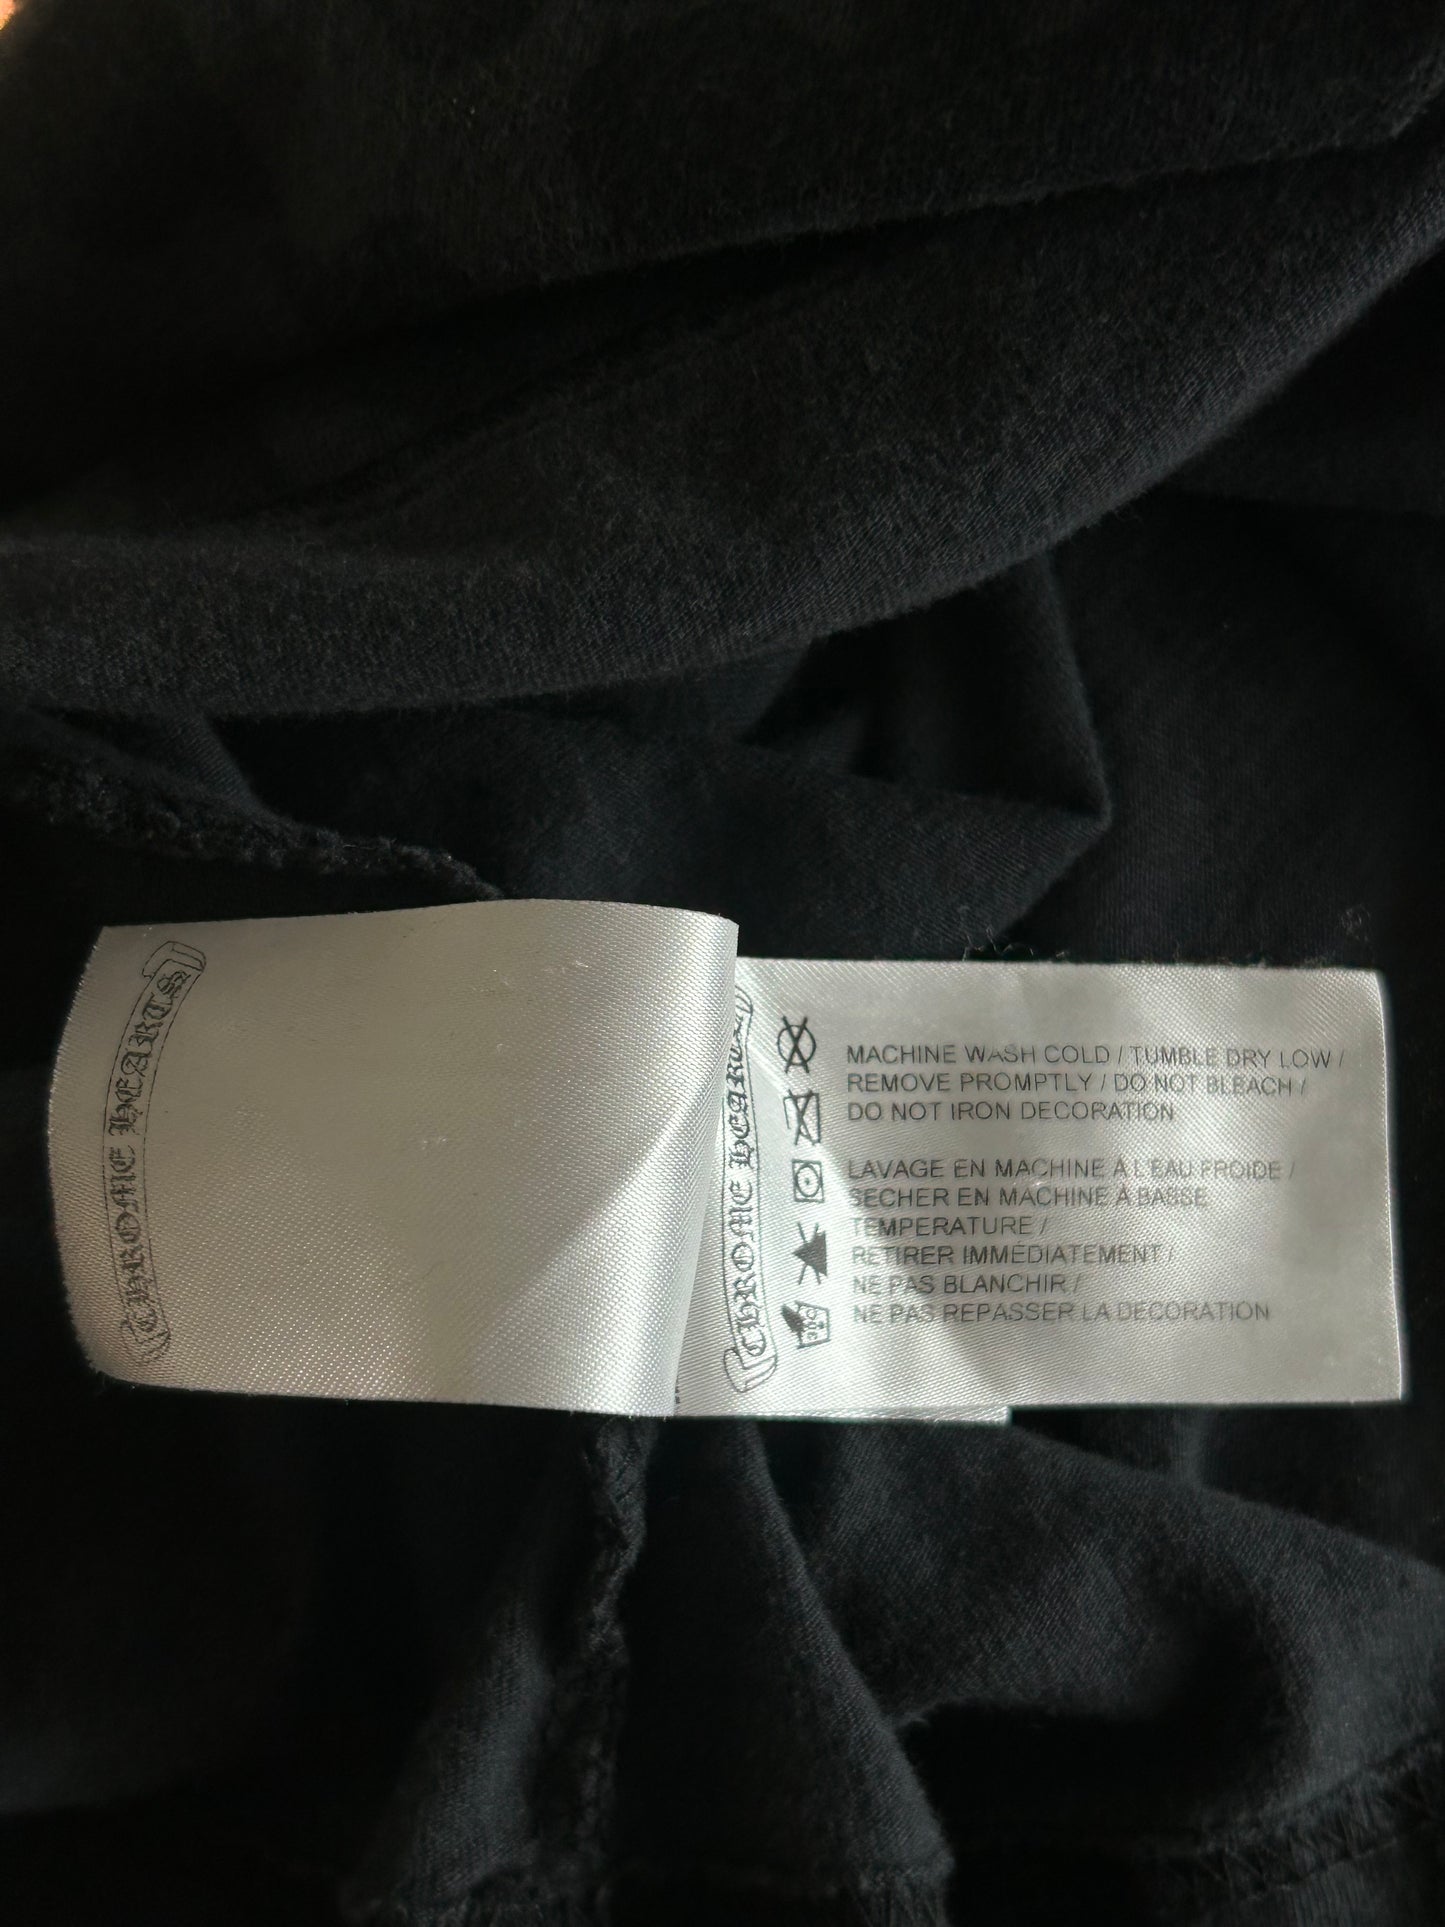 CHROME HEARTS
CHROME HEARTS
MACHINE WASH COLD / TUMBLE DRY LOW /
REMOVE PROMPTLY / DO NOT BLEACH /
DO NOT IRON DECORATION
LAVAGE EN MACHINE À L'EAU FROIDE /
SECHER EN MACHINE À BASSE
TEMPERATURE /
RETIRER IMMÉDIATEMENT /
NE PAS BLANCHIR /
NE PAS REPASSER LA DECORATION